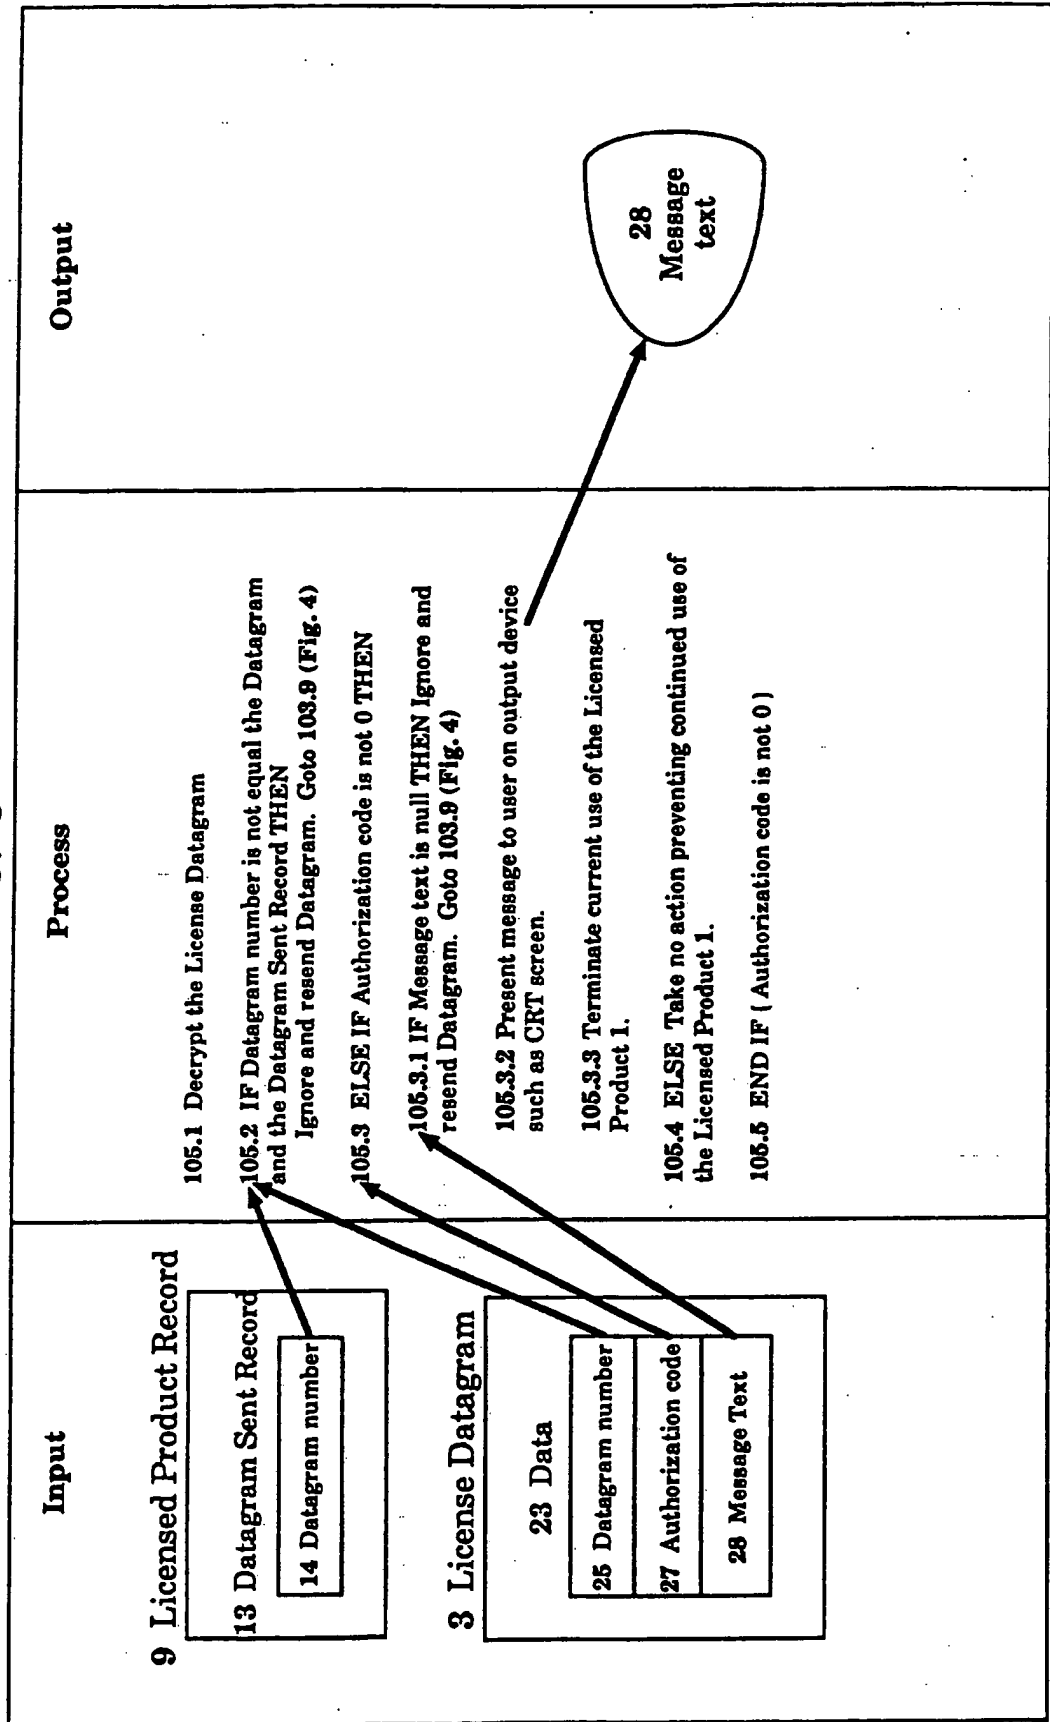 Input
Process
Output
9 Licensed Product Record
13 Datagram Sent Record
14 Datagram number
3 License Datagram
23 Data
25 Datagram number
27 Authorization code
28 Message Text
105.1 Decrypt the License Datagram
105.2 IF Datagram number is not equal the Datagram
and the Datagram Sent Record THEN
Ignore and resend Datagram. Goto 103.9 (Fig. 4)
105.3 ELSE IF Authorization code is not 0 THEN
105.3.1 IF Message text is null THEN Ignore and
resend Datagram. Goto 103.9 (Fig. 4)
105.3.2 Present message to user on output device
such as CRT screen.
105.3.3 Terminate current use of the Licensed
Product 1.
105.4 ELSE Take no action preventing continued use of
the Licensed Product 1.
105.5 END IF ( Authorization code is not 0 )
28
Message
text